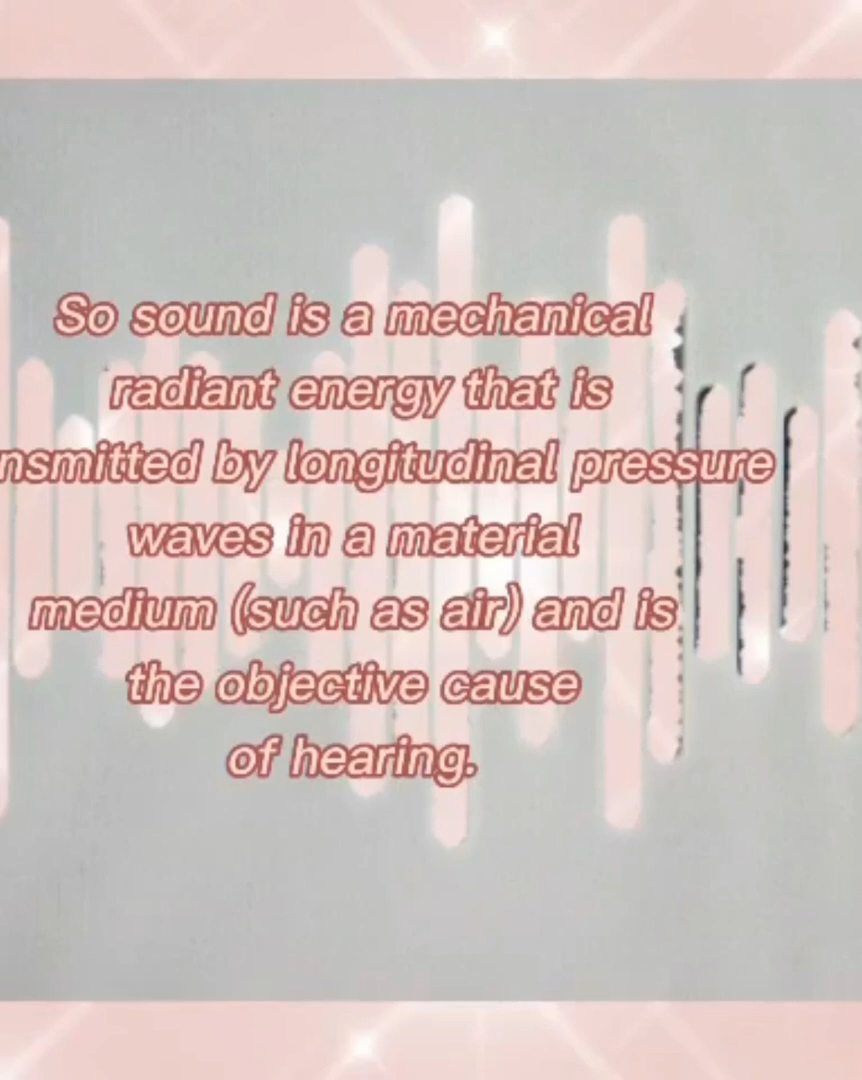 So sound is a mechanical
radiant energy that is
nsmitted by longitudinal pressure
waves in a material
medium (such as air) and is
the objective cause
of hearing.